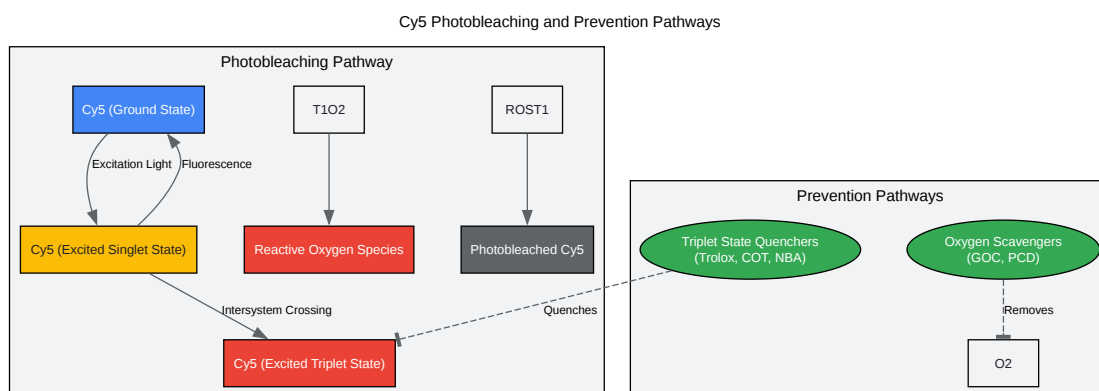 Cy5 Photobleaching and Prevention Pathways
Photobleaching Pathway
Cy5 (Ground State)
T1O2
ROST1
Excitation Light
Fluorescence
Prevention Pathways
Cy5 (Excited Singlet State)
Reactive Oxygen Species
Photobleached Cy5
Triplet State Quenchers
(Trolox, COT, NBA)
Oxygen Scavengers
(GOC, PCD)
Intersystem Crossing
Quenches
Removes
Cy5 (Excited Triplet State)
O2